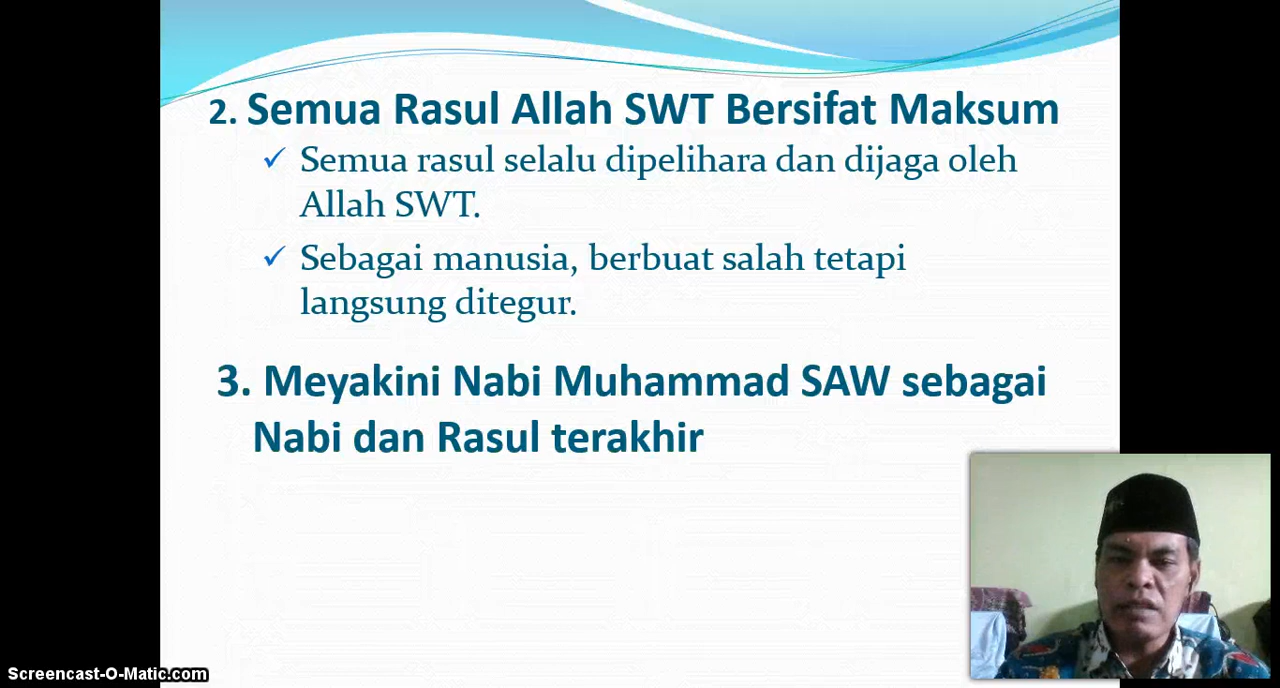 2. Semua Rasul Allah SWT Bersifat Maksum
✓ Semua rasul selalu dipelihara dan dijaga oleh
Allah SWT.
✓ Sebagai manusia, berbuat salah tetapi
langsung ditegur.
3. Meyakini Nabi Muhammad SAW sebagai
Nabi dan Rasul terakhir
Screencast-O-Matic.com